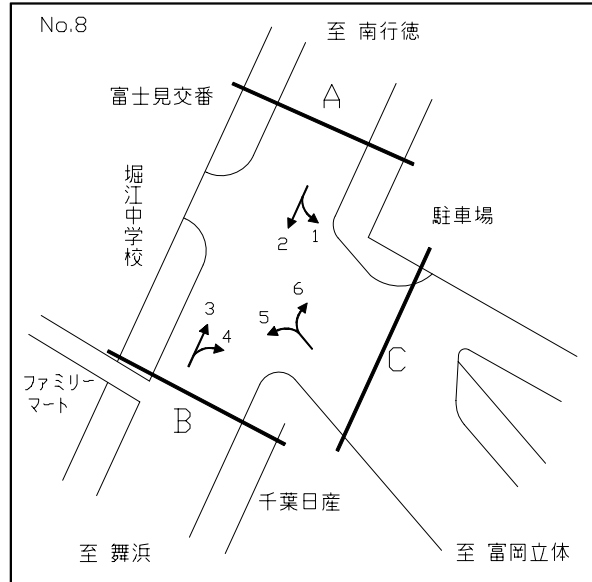 No.8
至 南行徳
富士見交番
A
堀江中学校
駐車場
1
2
6
3
5
4
C
ファミリー
マート
B
千葉日産
至 舞浜
至 富岡立体